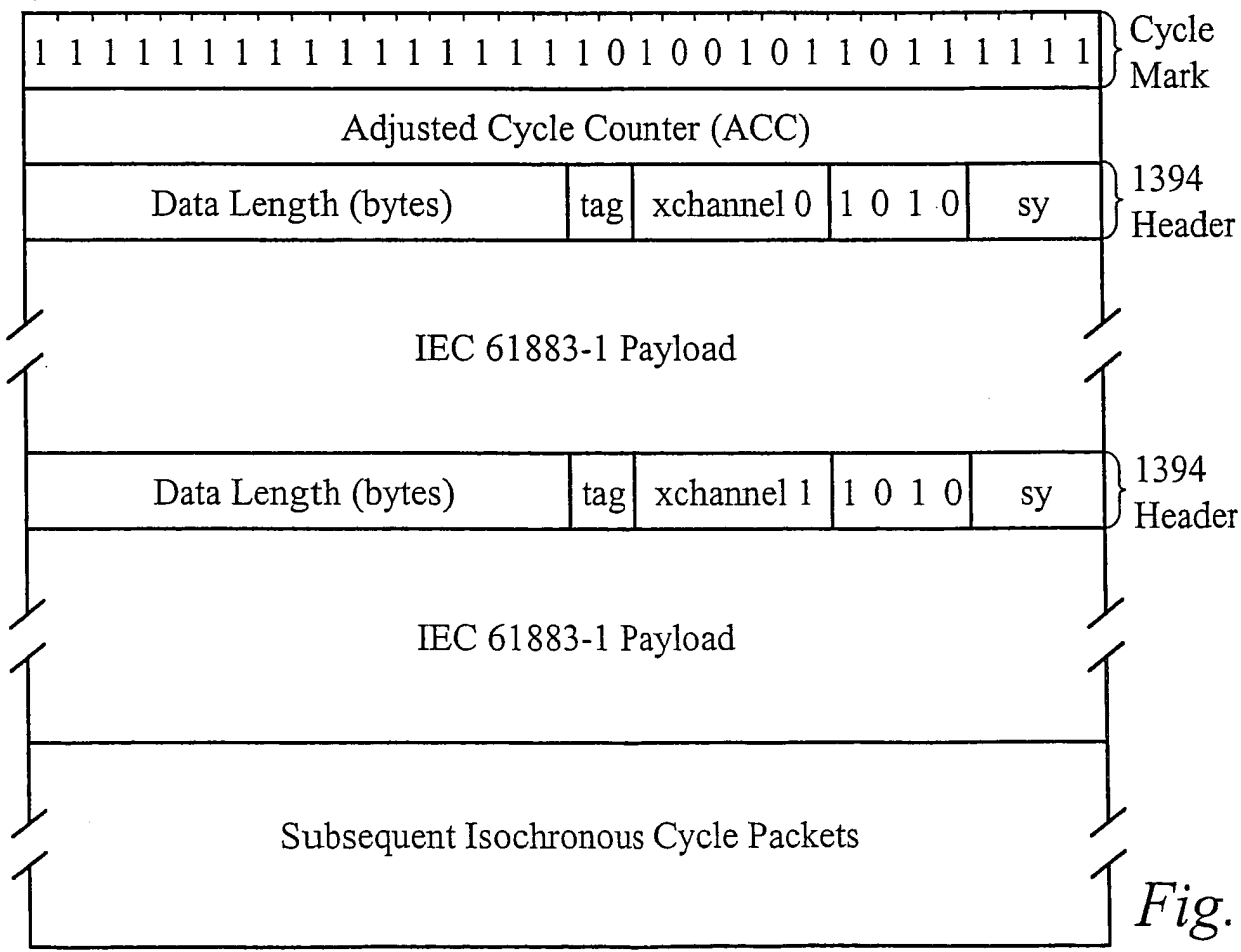 1 1 1 1 1 1 1 1 1 1 1 1 1 1 1 1 1 0 1 0 0 1 0 1 1 0 1 1 1 1 1 1
Cycle
Mark
Adjusted Cycle Counter (ACC)
Data Length (bytes) tag xchannel 0 1 0 1 0 sy
1394
Header
IEC 61883-1 Payload
Data Length (bytes) tag xchannel 1 1 0 1 0 sy
1394
Header
IEC 61883-1 Payload
Subsequent Isochronous Cycle Packets
Fig.